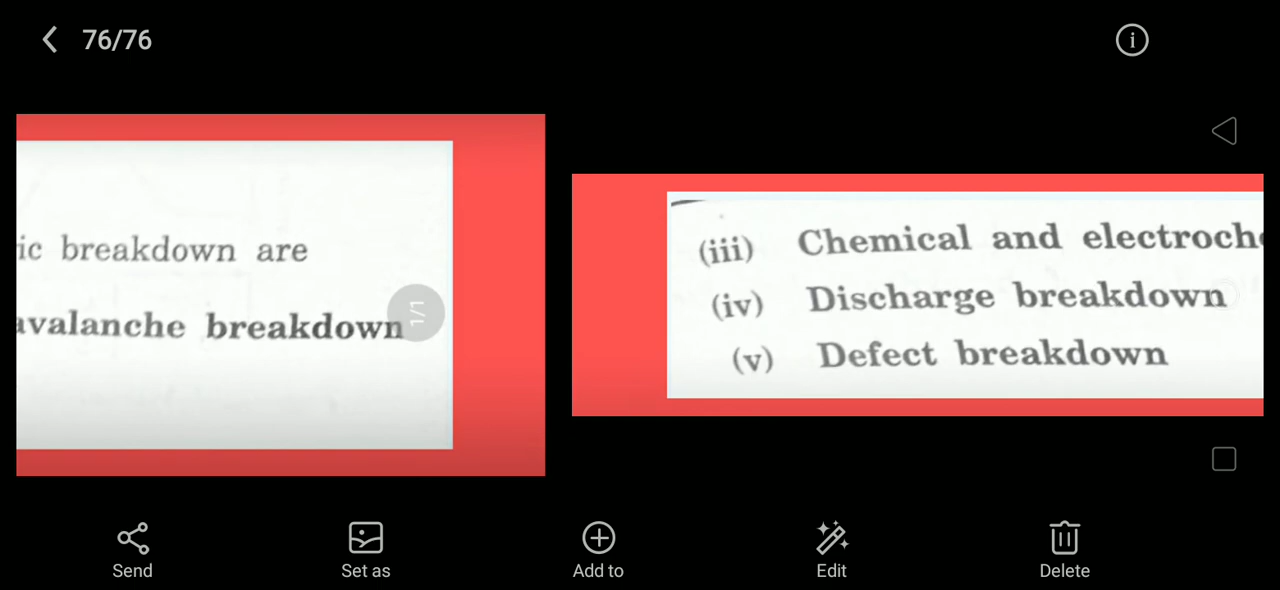 76/76
ic breakdown are
avalanche breakdown
1/1
(iii) Chemical and electroch
(iv) Discharge breakdown
(v) Defect breakdown
Send
Set as
Add to
Edit
Delete